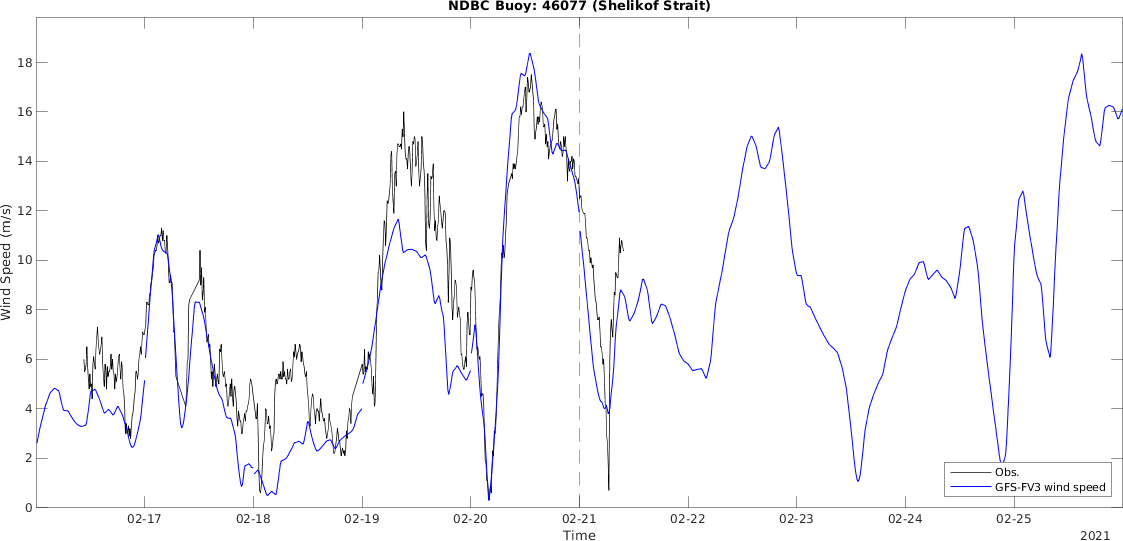 NDBC Buoy: 46077 (Shelikof Strait)
Wind Speed (m/s)
18
16
14
12
10
8
6
4
2
0
02-17 02-18 02-19 02-20 02-21 02-22 02-23 02-24 02-25
Time
2021
Obs.
GFS-FV3 wind speed